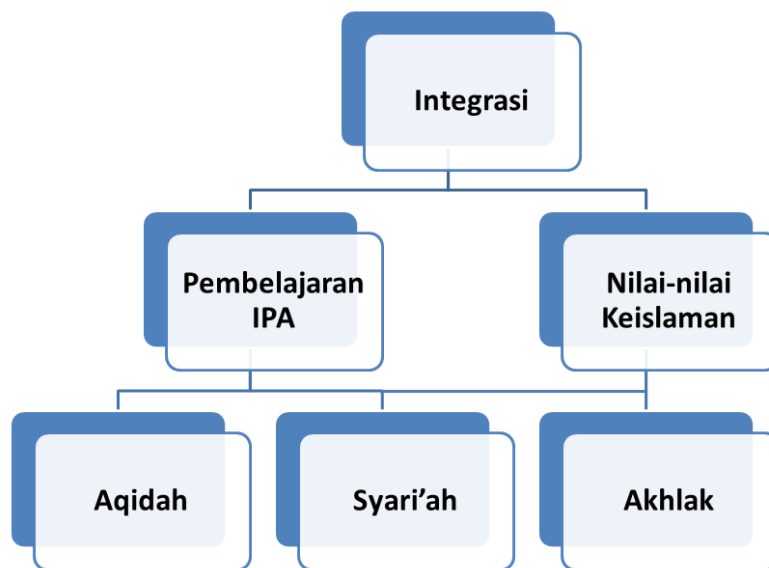 Integrasi
Pembelajaran
IPA
Nilai-nilai
Keislaman
Aqidah
Syari’ah
Akhlak